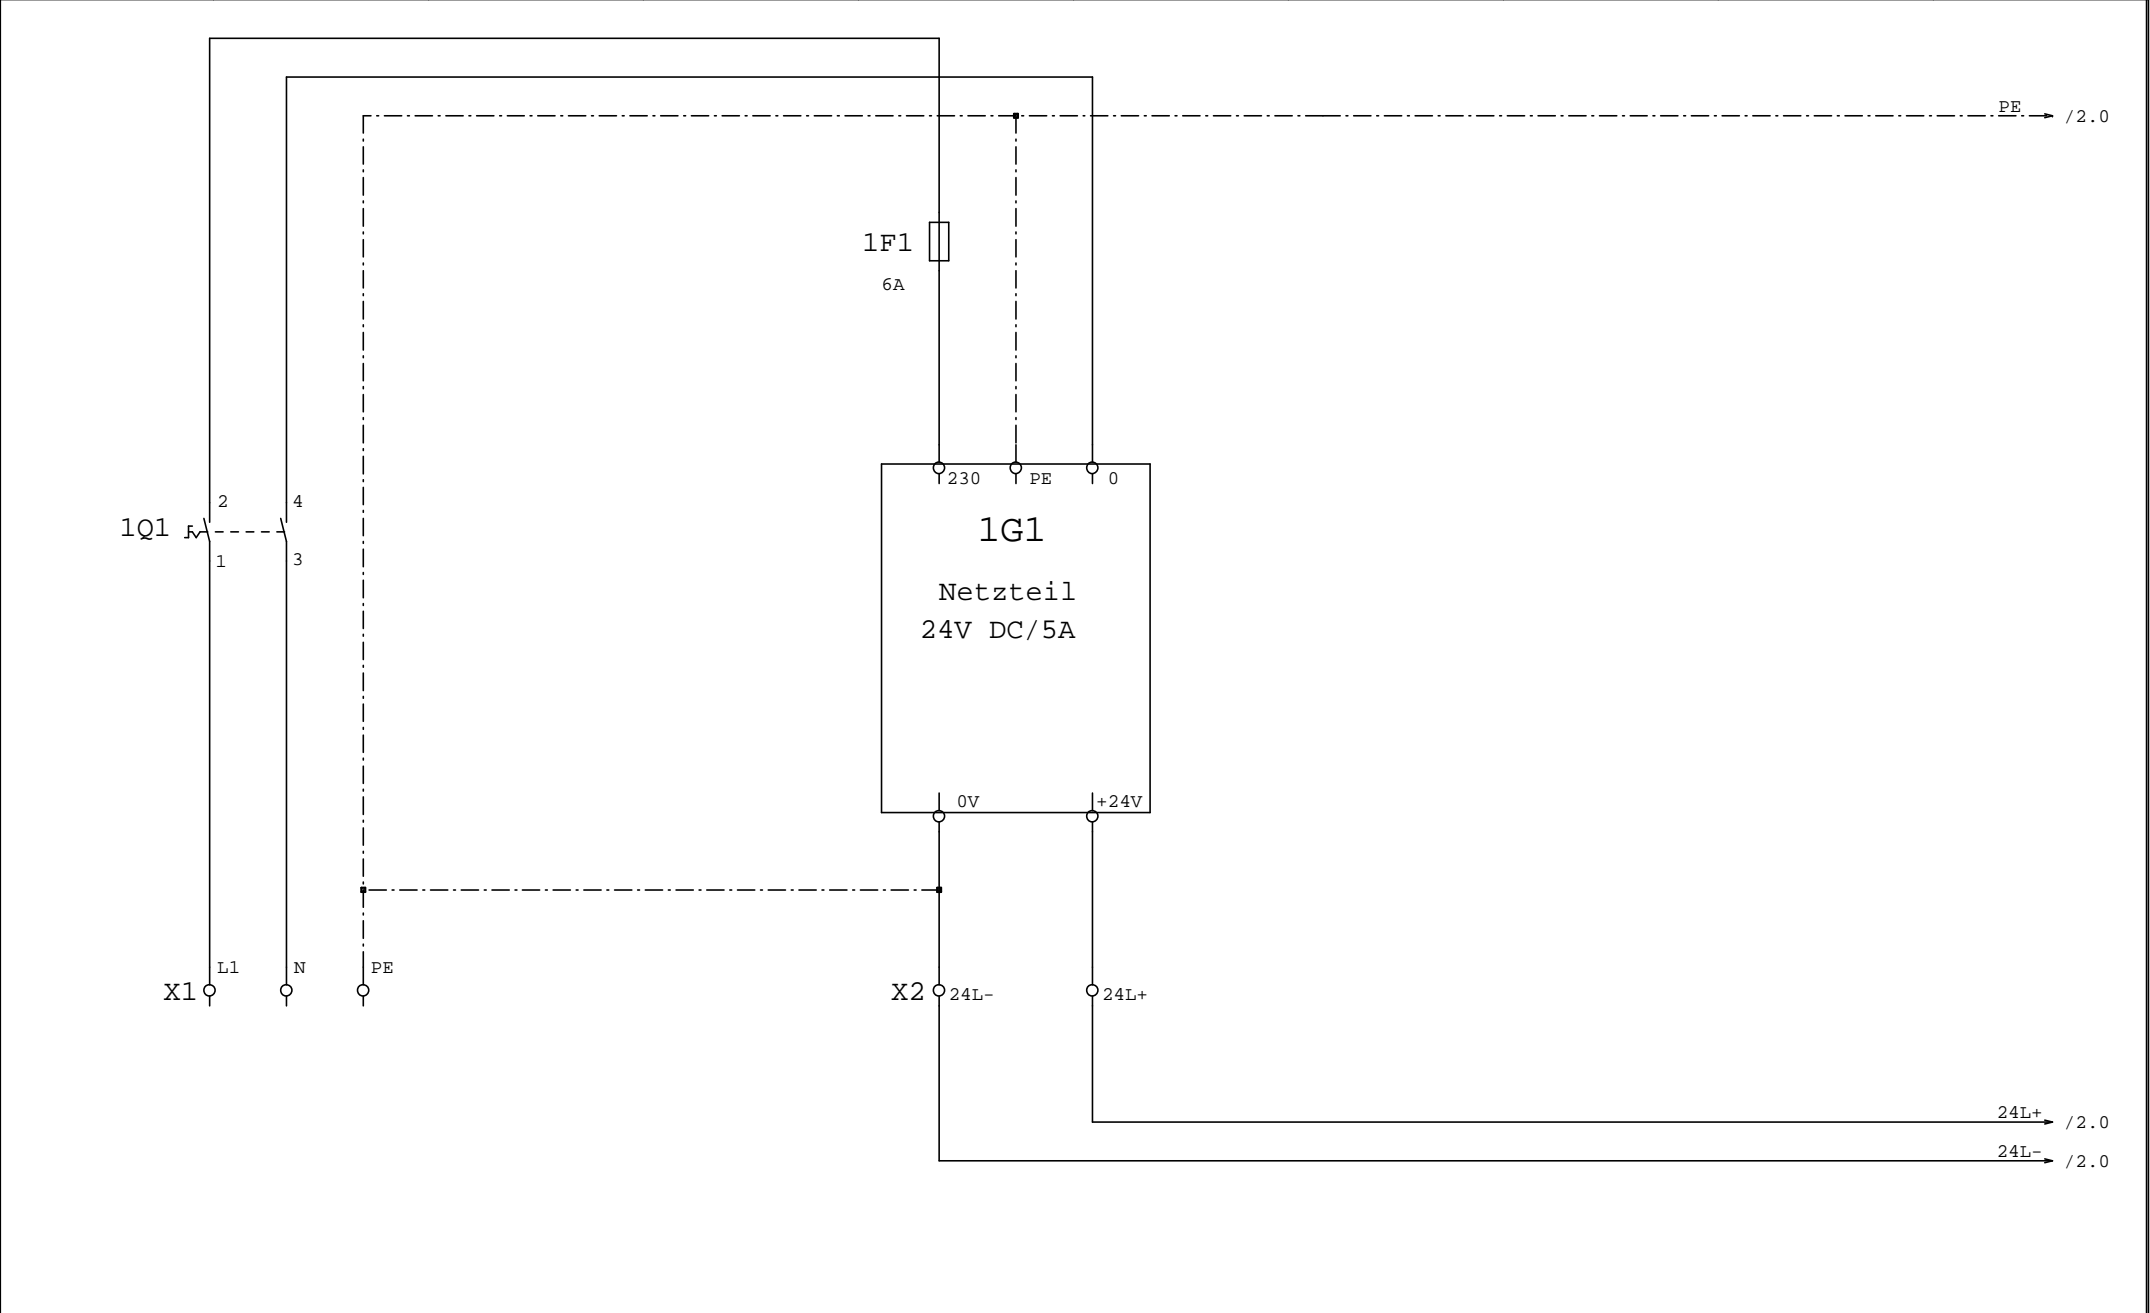 PE
/2.0
1F1
6A
230
PE
0
1G1
2
4
1Q1
1
3
Netzteil
24V DC/5A
0V
+24V
L1
N
PE
X1
X2
24L-
24L+
24L+
/2.0
24L-
/2.0